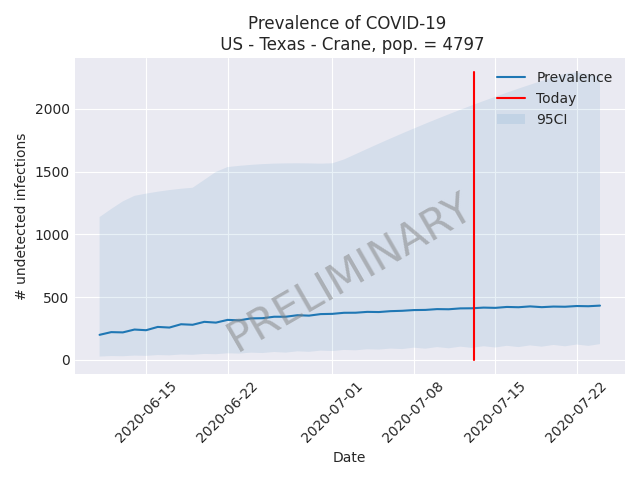 Prevalence of COVID-19
US - Texas - Crane, pop. = 4797
Prevalence
Today
95CI
PRELIMINARY
# undetected infections
2000
1500
1000
500
0
2020-06-15
2020-06-22
2020-07-01
2020-07-08
2020-07-15
2020-07-22
Date